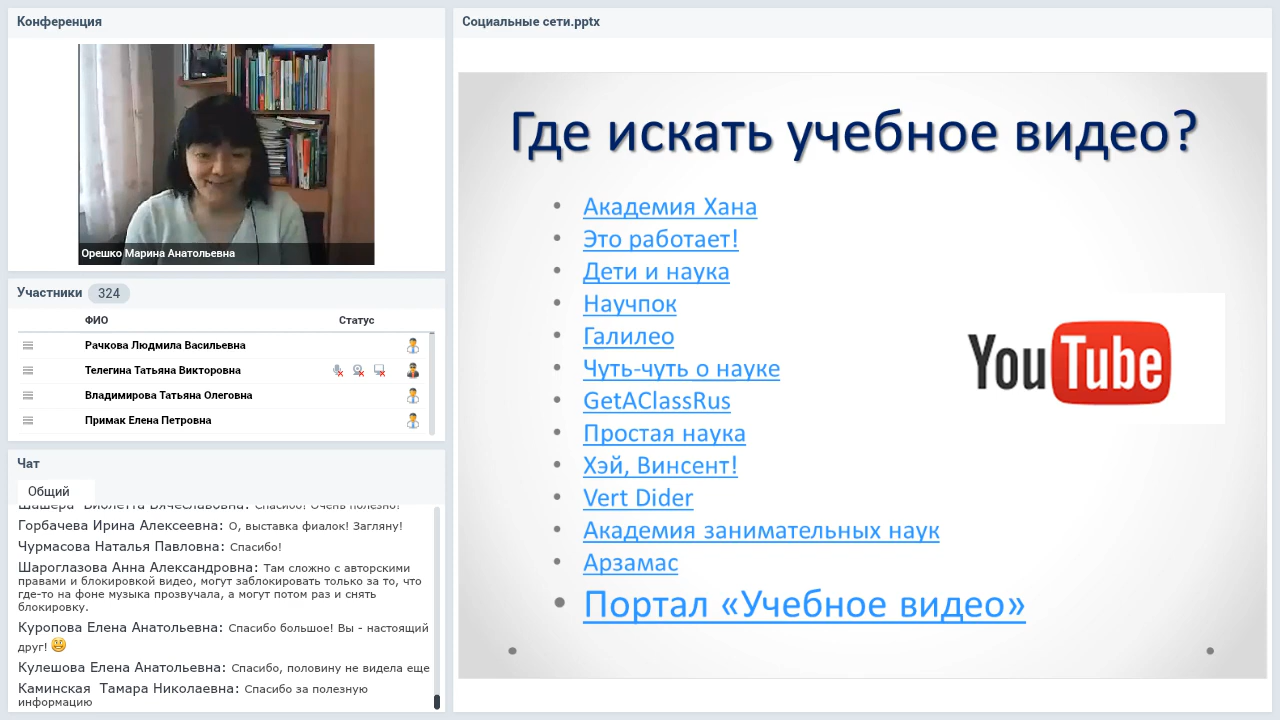 Конференция
Орешко Марина Анатольевна
Участники 324
ФИО Статус
Рачкова Людмила Васильевна
Телегина Татьяна Викторовна
Владимирова Татьяна Олеговна
Примак Елена Петровна
Чат
Общий
Спасибо! Очень полезно!
Горбачева Ирина Алексеевна: О, выставка фиалок! Загляну!
Чурмасова Наталья Павловна: Спасибо!
Шароглазова Анна Александровна: Там сложно с авторскими
правами и блокировкой видео, могут заблокировать только за то, что
где-то на фоне музыка прозвучала, а могут потом раз и снять
блокировку.
Куропова Елена Анатольевна: Спасибо большое! Вы - настоящий
друг!
Кулешова Елена Анатольевна: Спасибо, половину не видела еще
Каминская Тамара Николаевна: Спасибо за полезную
информацию
Социальные сети.pptx
Где искать учебное видео?
Академия Хана
Это работает!
Дети и наука
Научпок
Галилео
Чуть-чуть о науке
GetAClassRus
Простая наука
Хэй, Винсент!
Vert Dider
Академия занимательных наук
Арзамас
Портал «Учебное видео»
YouTube